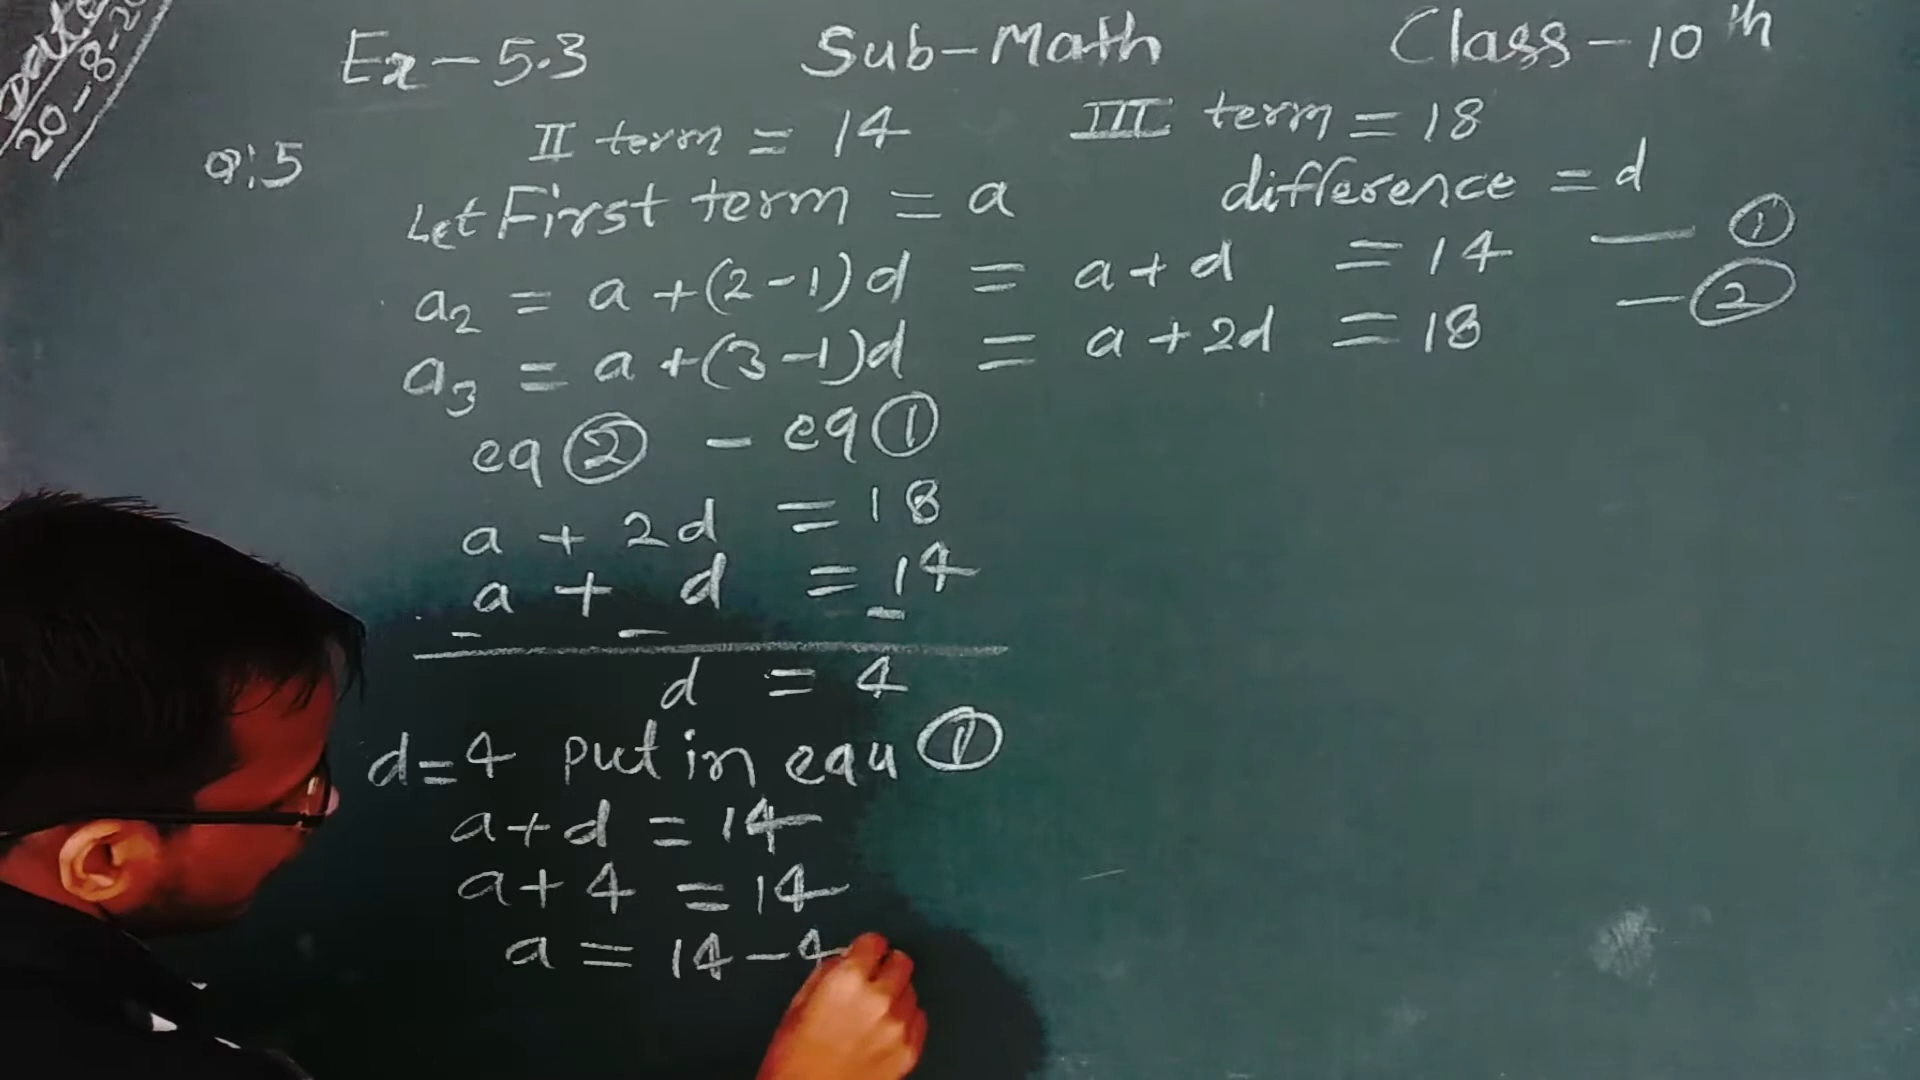 Date
20-8-20
Ex-5.3 Sub-Math Class-10th
Q:5 II term = 14 III term = 18
Let First term = a difference = d
a2 = a+(2-1)d = a+d = 14 — ①
a3 = a+(3-1)d = a+2d = 18 — ②
eq ② - eq ①
a + 2d = 18
a + d = 14
- - -
d = 4
d=4 put in equ ①
a+d = 14
a+4 = 14
a = 14-4